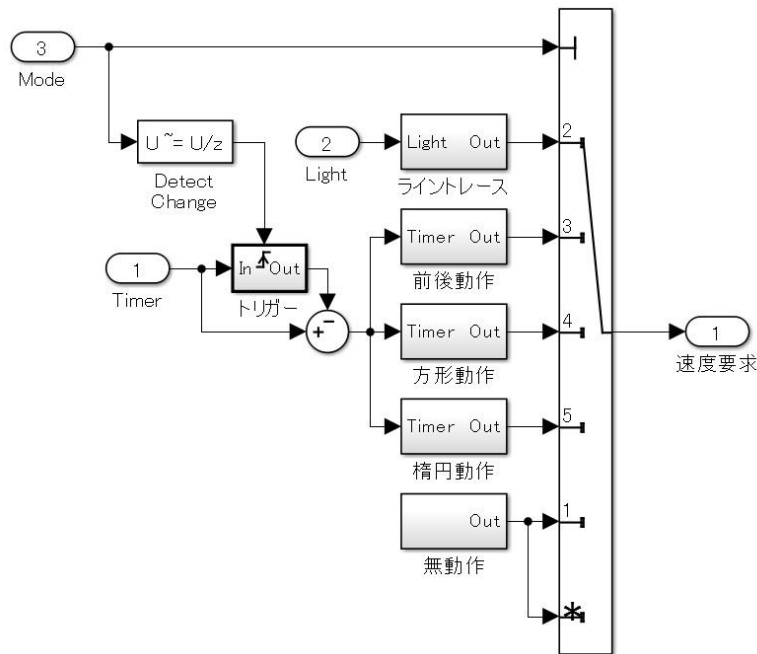 3
Mode
U ~= U/z
Detect
Change
2
Light
Light Out
ライントレース
2
1
Timer
In Out
トリガー
+
−
Timer Out
前後動作
3
Timer Out
方形動作
4
1
速度要求
Timer Out
楕円動作
5
Out
無動作
1
*